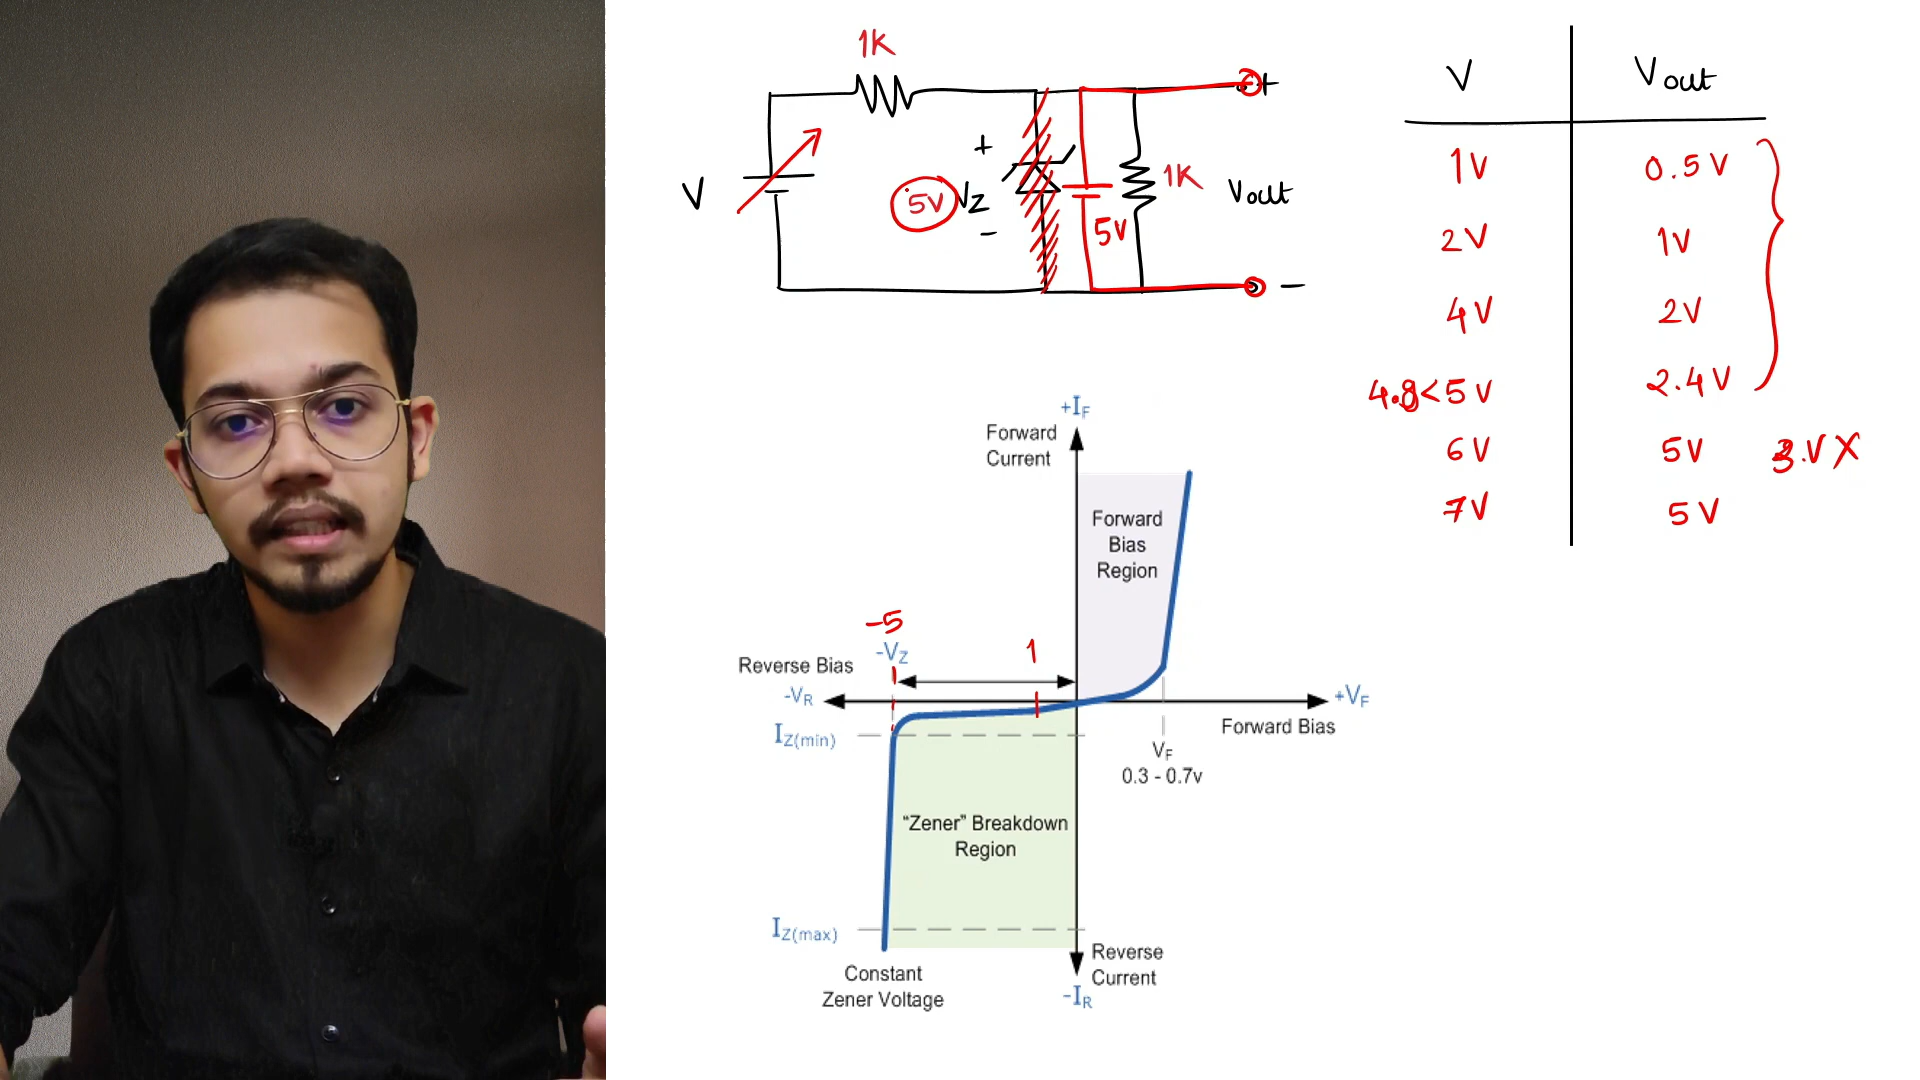 1K
V
+
5V
VZ
-
5V
1K
+
Vout
-
V Vout
1V 0.5V
2V 1V
4V 2V
4.8<5V 2.4V
6V 5V 3.V X
7V 5V
+IF
Forward
Current
Forward
Bias
Region
-5
-VZ
1
Reverse Bias
-VR
+VF
Forward Bias
IZ(min)
VF
0.3 - 0.7v
“Zener” Breakdown
Region
IZ(max)
Reverse
Current
-IR
Constant
Zener Voltage